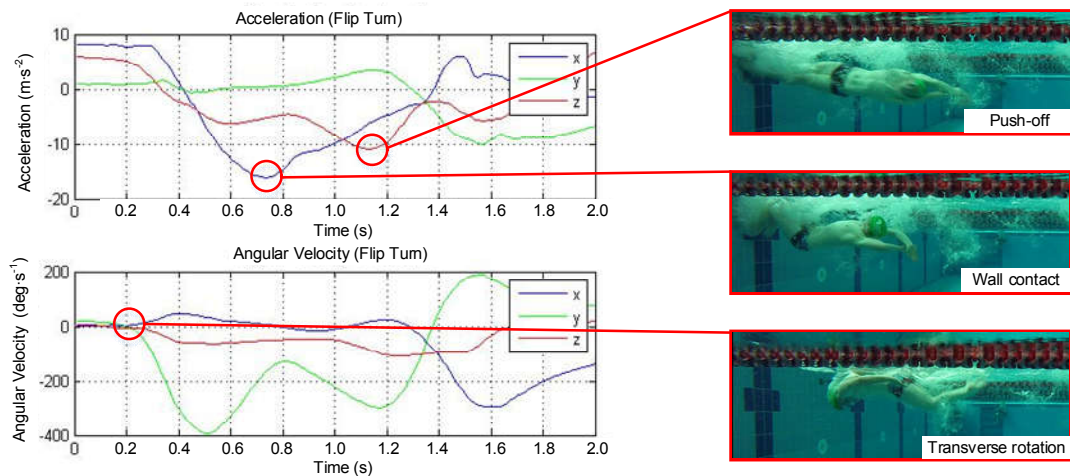 Acceleration (Flip Turn)
Acceleration (m·s⁻²)
10
0
-10
-20
x
y
z
0 0.2 0.4 0.6 0.8 1.0 1.2 1.4 1.6 1.8 2.0
Time (s)
Angular Velocity (Flip Turn)
Angular Velocity (deg·s⁻¹)
200
0
-200
-400
x
y
z
0 0.2 0.4 0.6 0.8 1.0 1.2 1.4 1.6 1.8 2.0
Time (s)
Push-off
Wall contact
Transverse rotation